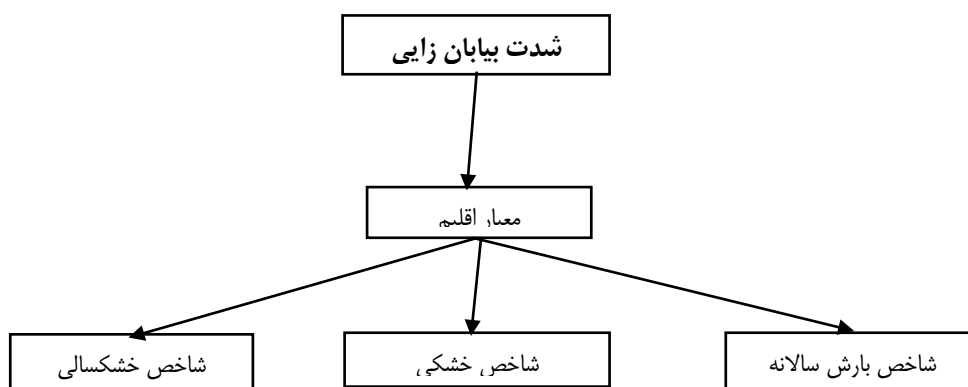 شدت بیابان زایی
معیار اقلیم
شاخص بارش سالانه
شاخص خشکی
شاخص خشکسالی